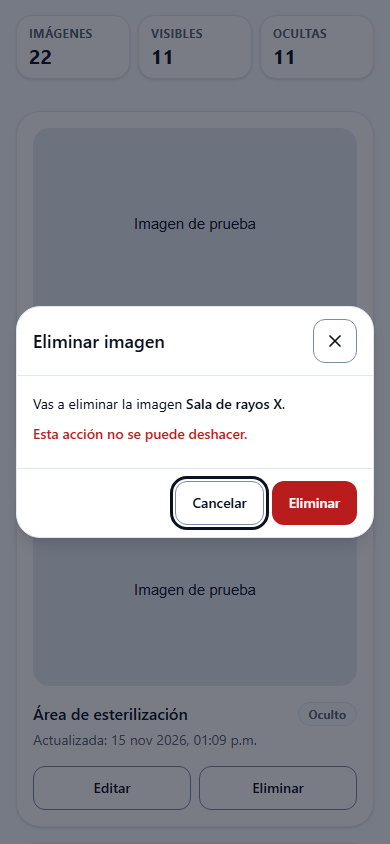 IMÁGENES
22
VISIBLES
11
OCULTAS
11
Imagen de prueba
Eliminar imagen
Vas a eliminar la imagen Sala de rayos X.
Esta acción no se puede deshacer.
Cancelar
Eliminar
Imagen de prueba
Área de esterilización
Oculto
Actualizada: 15 nov 2026, 01:09 p.m.
Editar
Eliminar